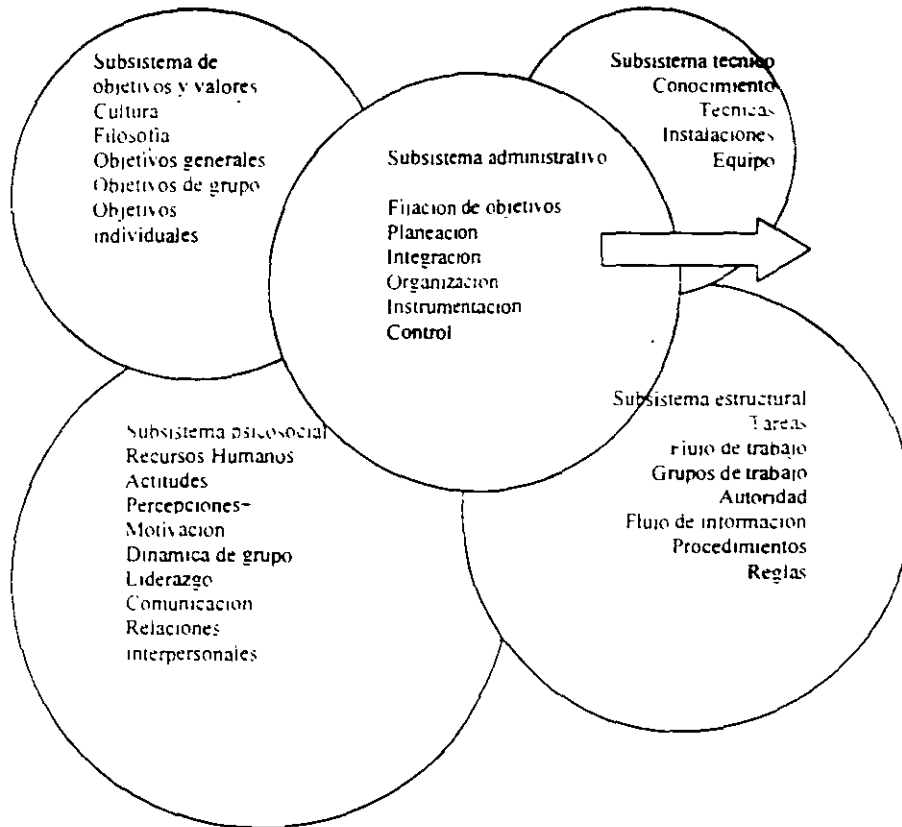 Subsistema de
objetivos y valores
Cultura
Filosofia
Objetivos generales
Objetivos de grupo
Objetivos
individuales
Subsistema tecnico
Conocimiento
Tecnicas
Instalaciones
Equipo
Subsistema administrativo
Fijacion de objetivos
Planeacion
Integracion
Organizacion
Instrumentacion
Control
Subsistema psicosocial
Recursos Humanos
Actitudes
Percepciones-
Motivacion
Dinamica de grupo
Liderazgo
Comunicacion
Relaciones
interpersonales
Subsistema estructural
Tareas
Flujo de trabajo
Grupos de trabajo
Autoridad
Flujo de informacion
Procedimientos
Reglas